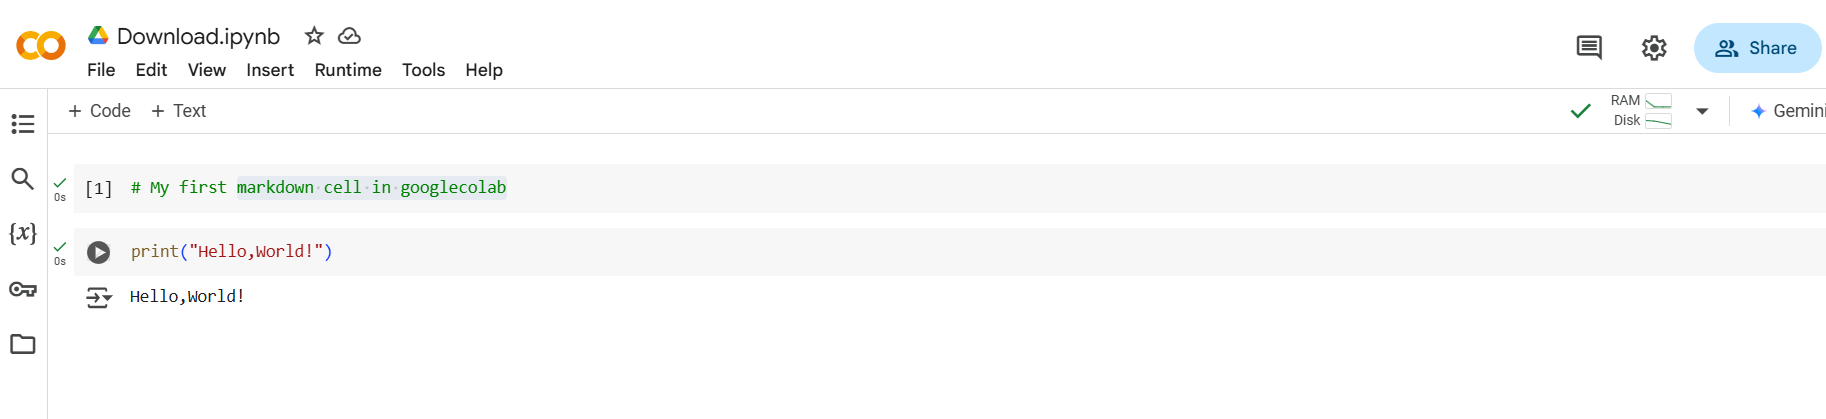 Download.ipynb
File Edit View Insert Runtime Tools Help
Share
+ Code + Text
RAM
Disk
Gemini
[1] # My first markdown cell in googlecolab
0s
print("Hello,World!")
0s
Hello,World!
{x}